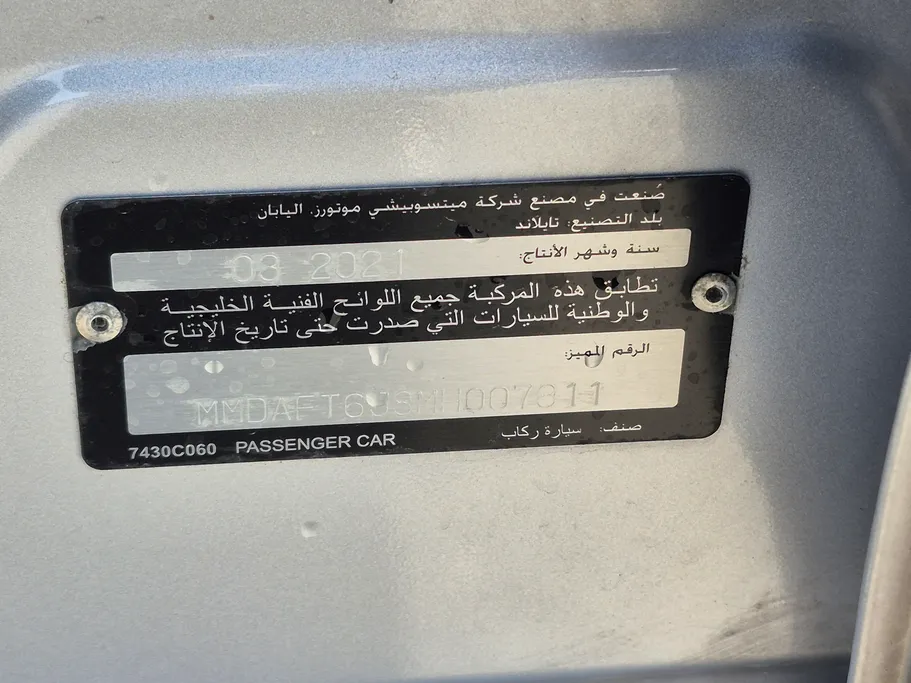 صُنعت في مصنع شركة ميتسوبيشي موتورز. اليابان
بلد التصنيع: تايلاند
سنة وشهر الأنتاج:
03 2021
تطابق هذه المركبة جميع اللوائح الفنية الخليجية
والوطنية للسيارات التي صدرت حتى تاريخ الإنتاج
الرقم المميز:
صنف: سيارة ركاب
7430C060 PASSENGER CAR